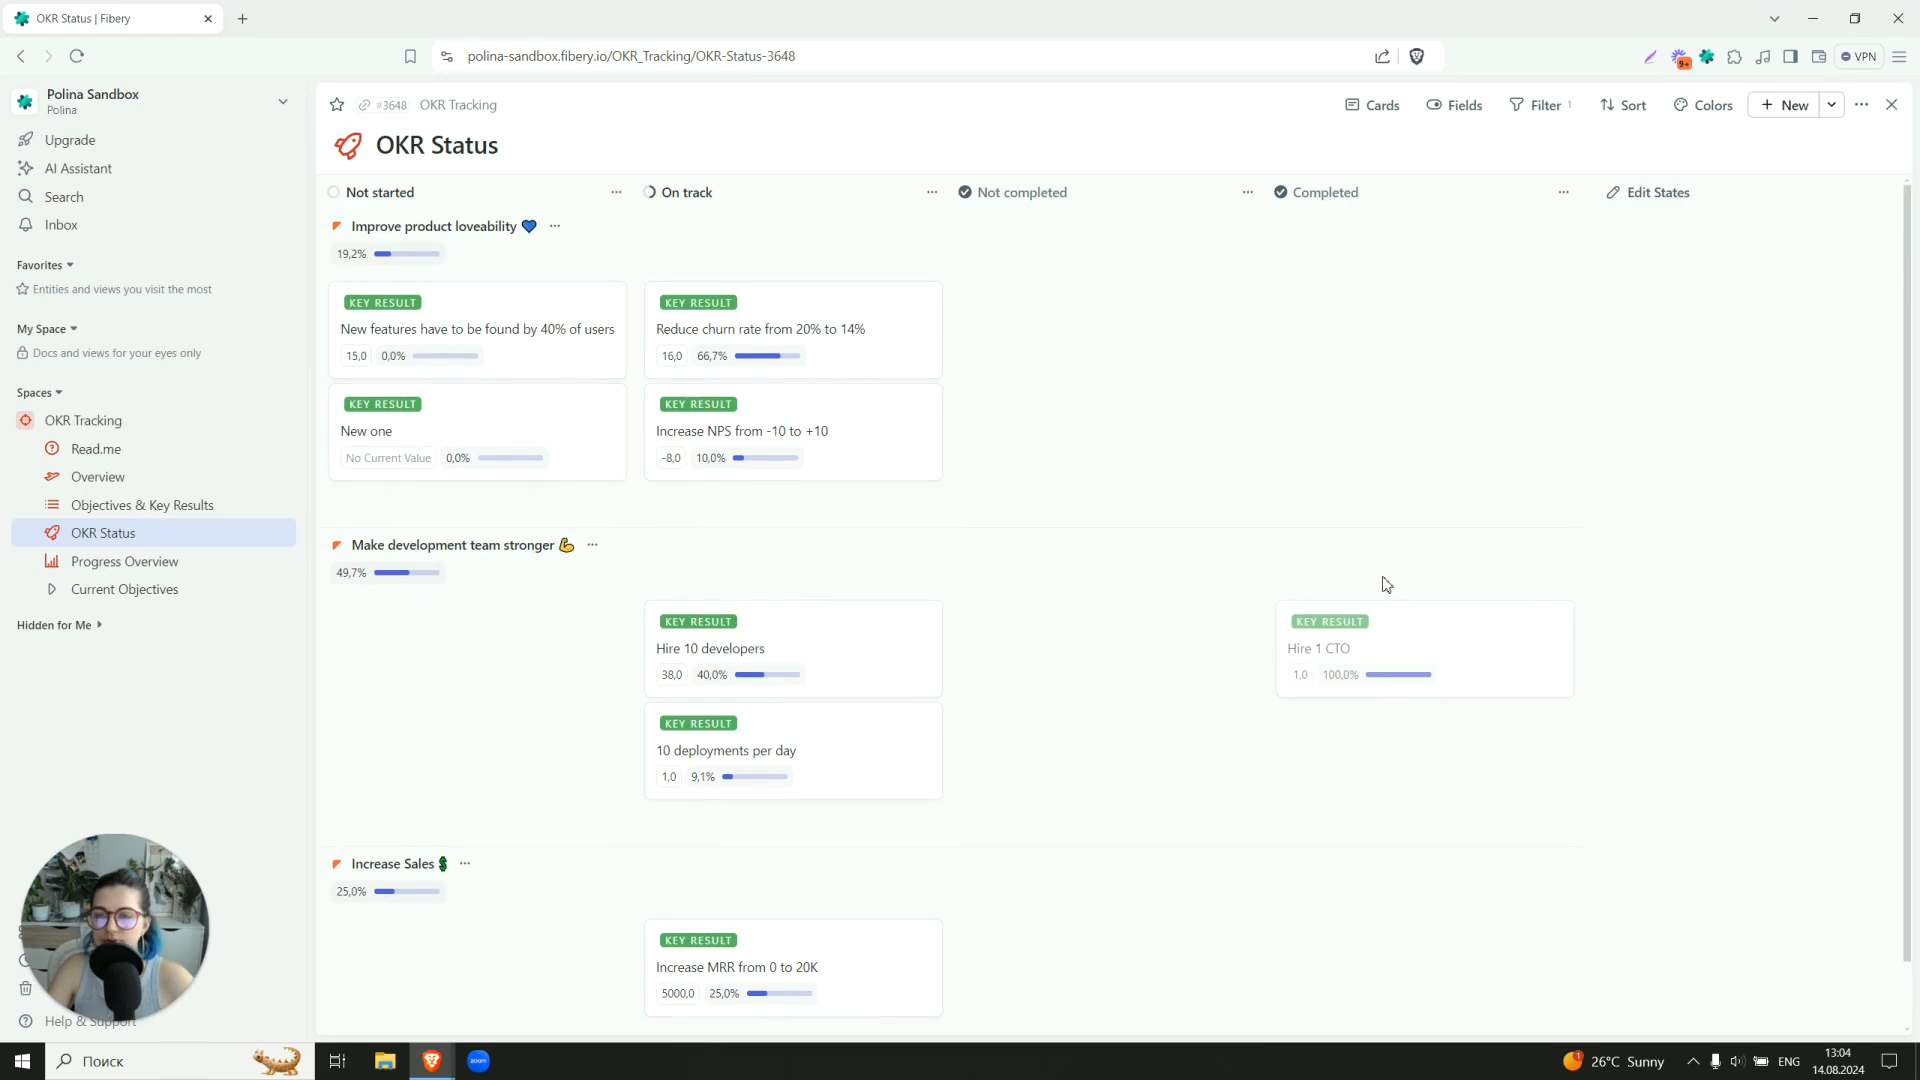 OKR Status | Fibery
polina-sandbox.fibery.io/OKR_Tracking/OKR-Status-3648
9+
VPN
Polina Sandbox
Polina
Upgrade
AI Assistant
Search
Inbox
Favorites
Entities and views you visit the most
My Space
Docs and views for your eyes only
Spaces
OKR Tracking
Read.me
Overview
Objectives & Key Results
OKR Status
Progress Overview
Current Objectives
Hidden for Me
Help & Support
#3648 OKR Tracking
Cards Fields Filter 1 Sort Colors + New
OKR Status
Not started
On track
Not completed
Completed
Edit States
Improve product loveability 💙
19,2%
KEY RESULT
New features have to be found by 40% of users
15,0 0,0%
KEY RESULT
New one
No Current Value 0,0%
KEY RESULT
Reduce churn rate from 20% to 14%
16,0 66,7%
KEY RESULT
Increase NPS from -10 to +10
-8,0 10,0%
Make development team stronger 💪
49,7%
KEY RESULT
Hire 10 developers
38,0 40,0%
KEY RESULT
10 deployments per day
1,0 9,1%
KEY RESULT
Hire 1 CTO
1,0 100,0%
Increase Sales 💲
25,0%
KEY RESULT
Increase MRR from 0 to 20K
5000,0 25,0%
Поиск
zoom
1
26°C Sunny
ENG
13:04
14.08.2024